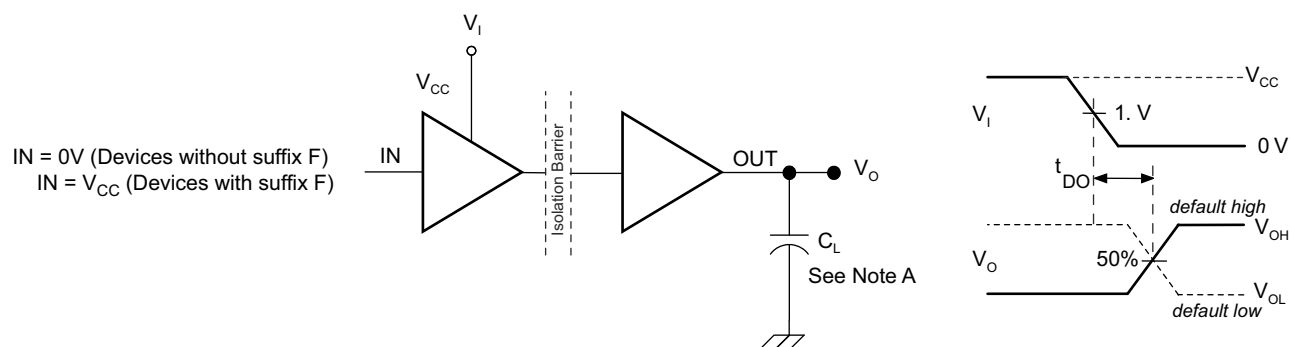 V_I
V_CC
IN = 0V (Devices without suffix F)
IN = V_CC (Devices with suffix F)
IN
Isolation Barrier
OUT
V_O
C_L
See Note A
V_I
V_CC
1. V
0 V
t_DO
default high
V_OH
V_O
50%
V_OL
default low